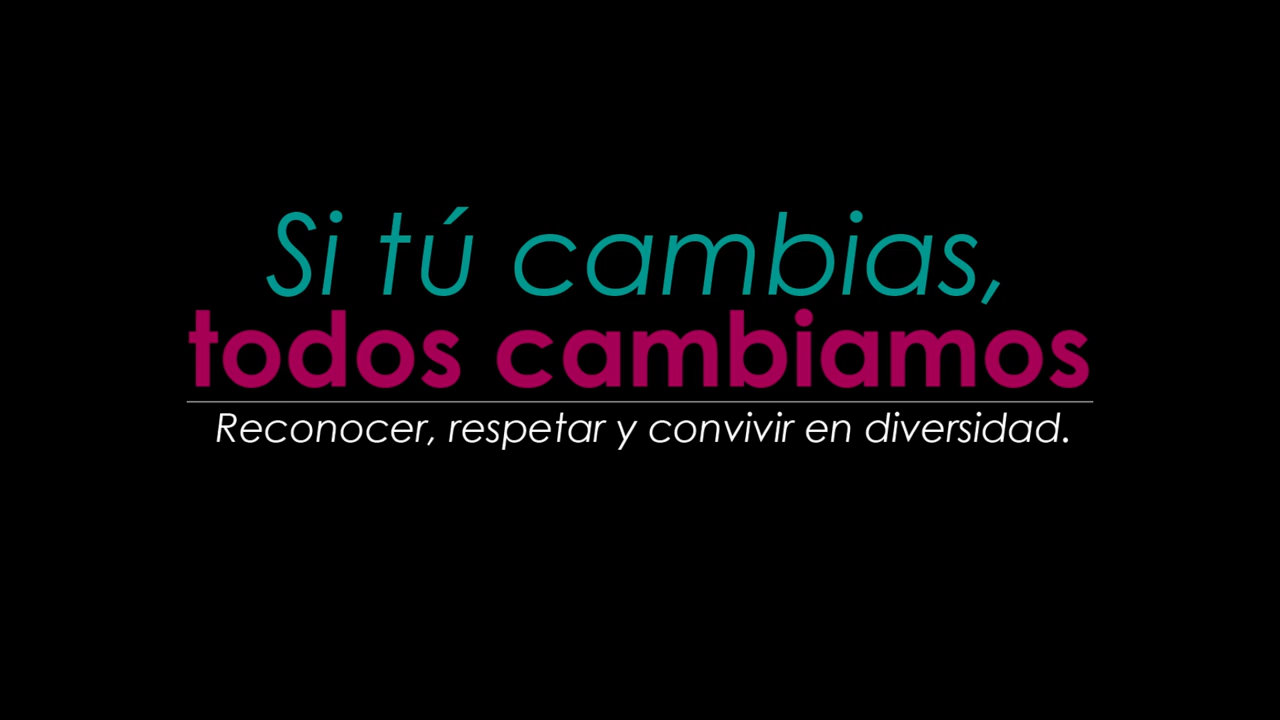 Si tú cambias,
todos cambiamos
Reconocer, respetar y convivir en diversidad.